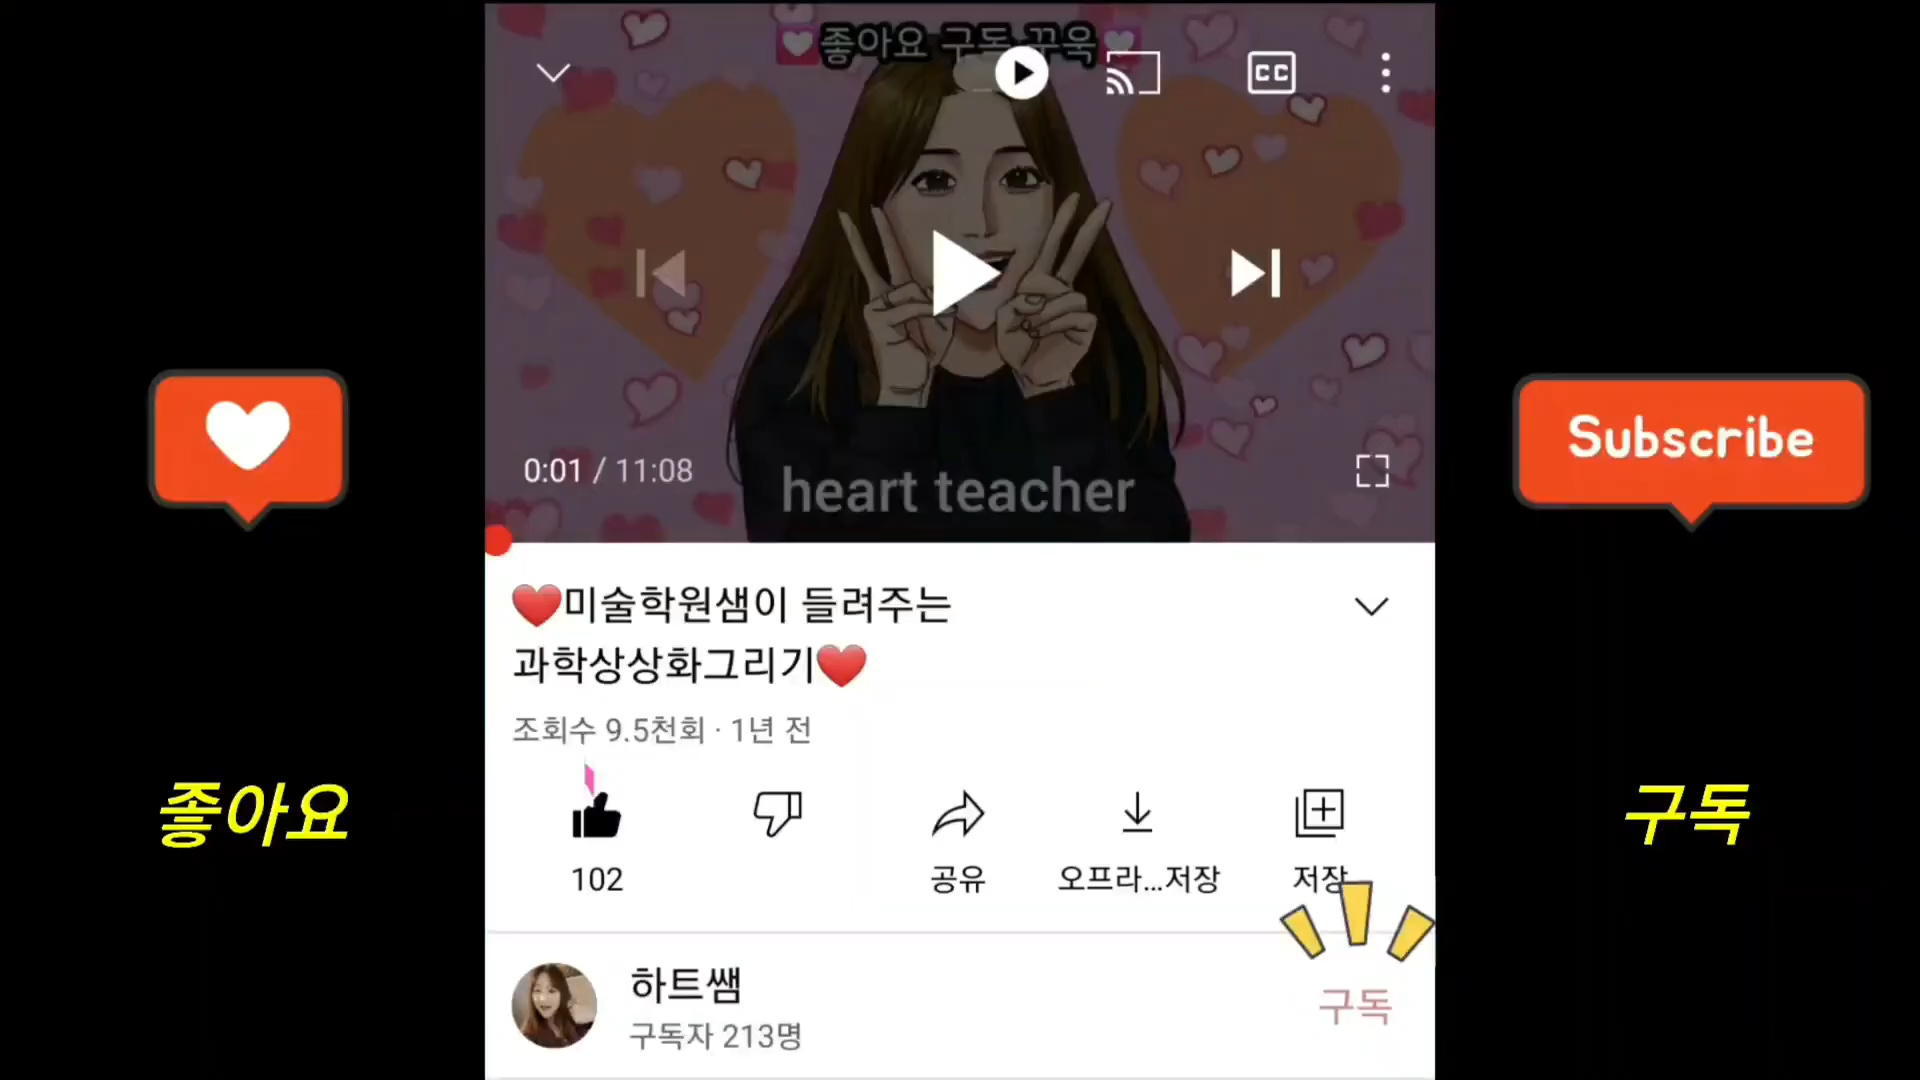 💟좋아요 구독 꾸욱💟
CC
0:01 / 11:08
heart teacher
Subscribe
❤️미술학원샘이 들려주는
과학상상화그리기❤️
조회수 9.5천회 · 1년 전
좋아요
구독
102
공유
오프라...저장
저장
하트쌤
구독자 213명
구독